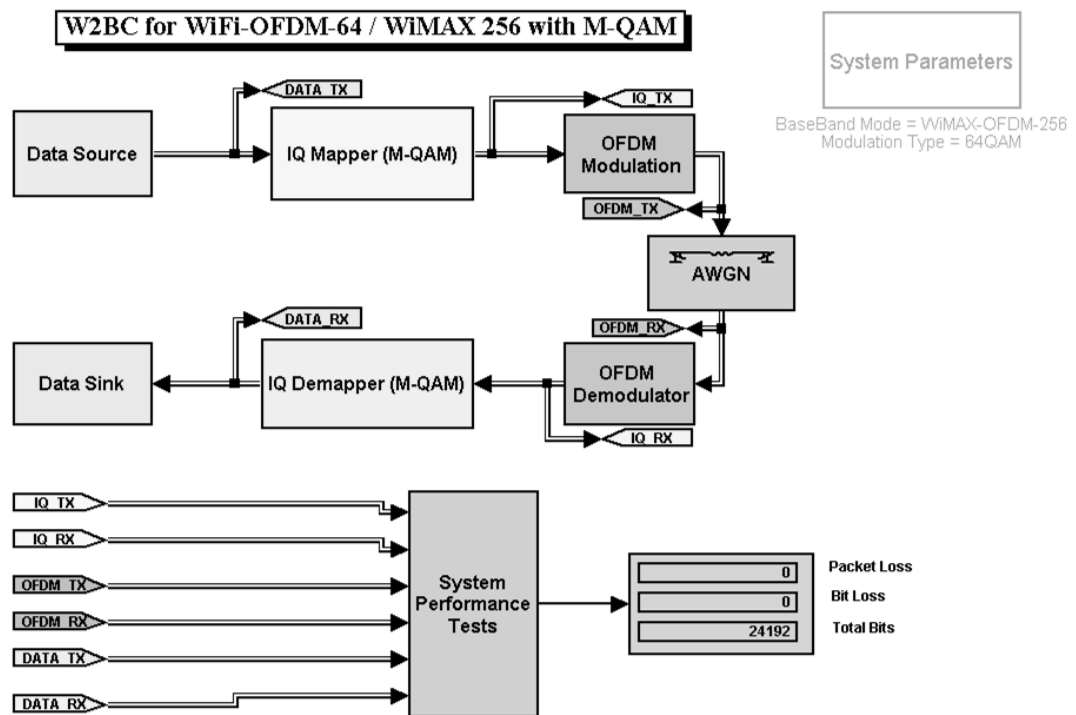 W2BC for WiFi-OFDM-64 / WiMAX 256 with M-QAM
System Parameters
BaseBand Mode = WiMAX-OFDM-256
Modulation Type = 64QAM
DATA_TX
IQ_TX
Data Source
IQ Mapper (M-QAM)
OFDM
Modulation
OFDM_TX
AWGN
DATA_RX
OFDM_RX
Data Sink
IQ Demapper (M-QAM)
OFDM
Demodulator
IQ_RX
IQ_TX
IQ_RX
OFDM_TX
OFDM_RX
DATA_TX
DATA_RX
System
Performance
Tests
0
Packet Loss
0
Bit Loss
24192
Total Bits